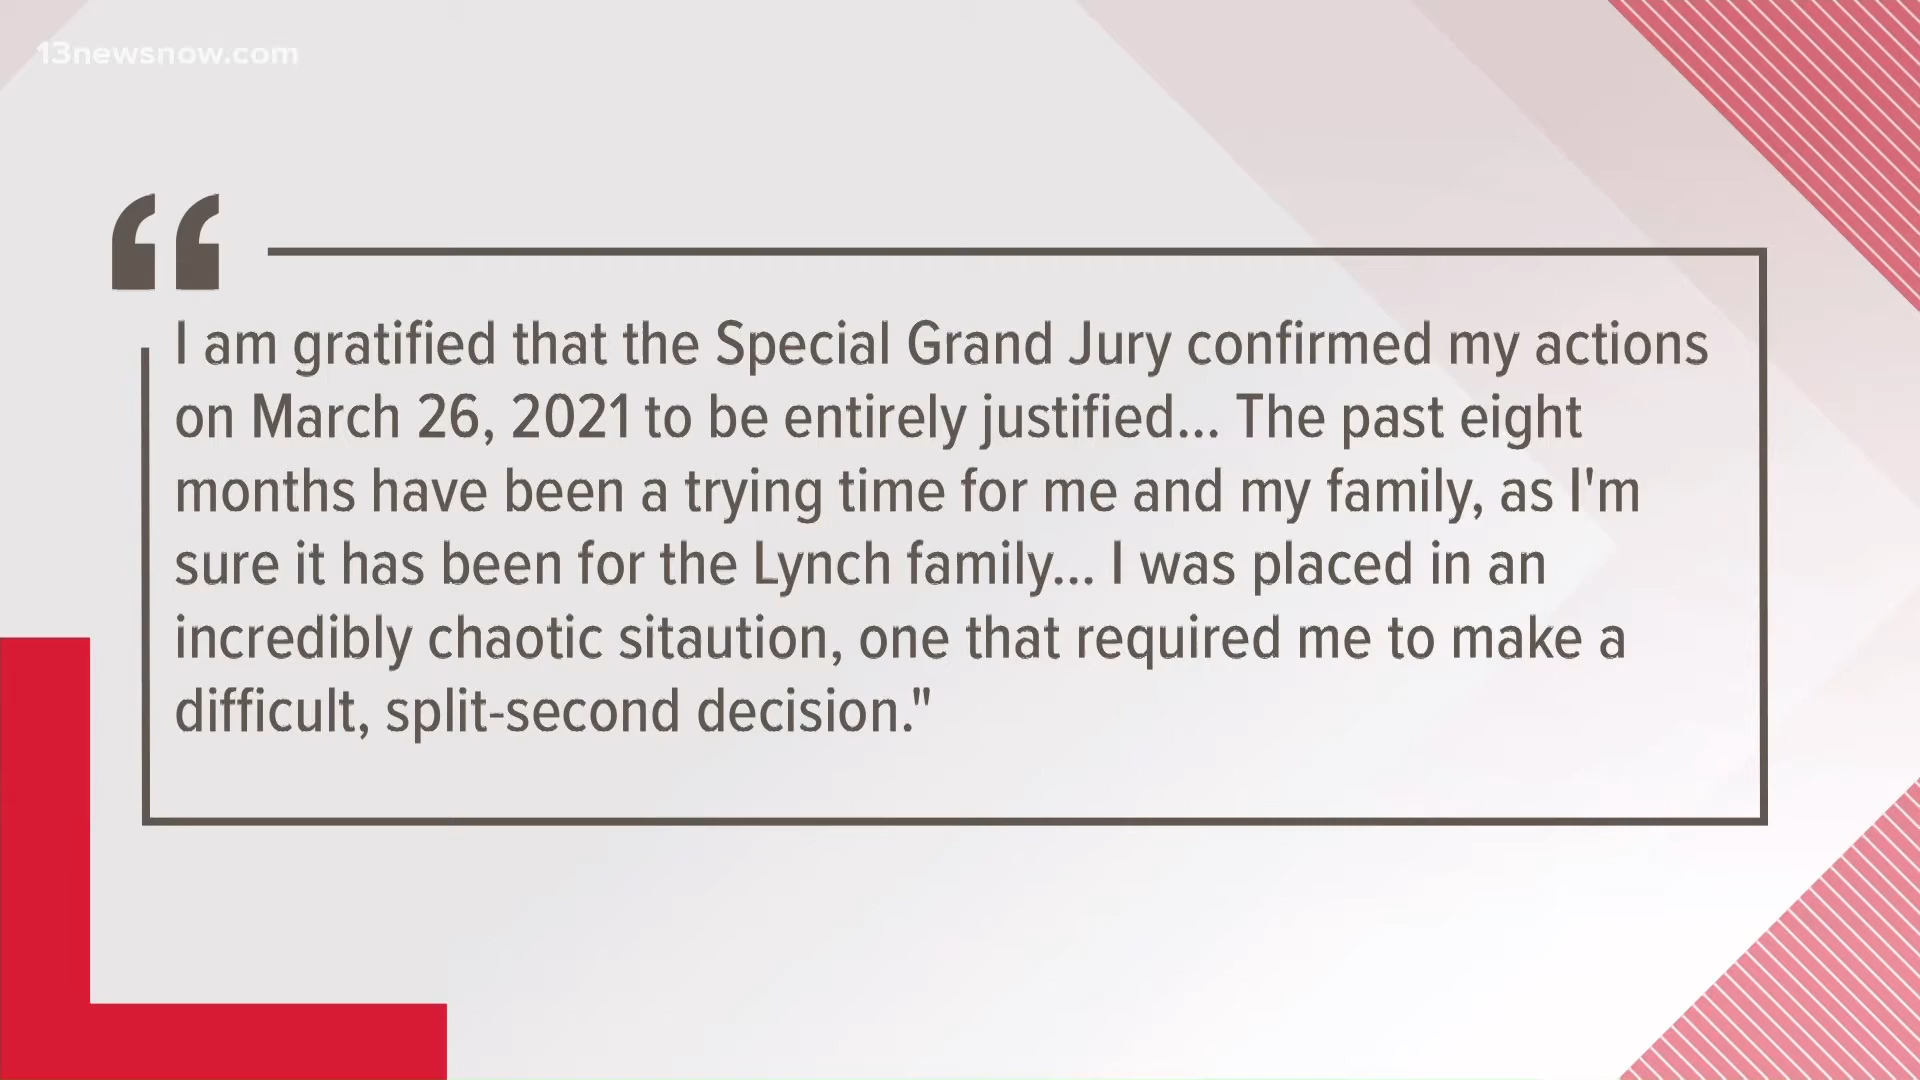 13newsnow.com
“
I am gratified that the Special Grand Jury confirmed my actions
on March 26, 2021 to be entirely justified... The past eight
months have been a trying time for me and my family, as I'm
sure it has been for the Lynch family... I was placed in an
incredibly chaotic sitaution, one that required me to make a
difficult, split-second decision."